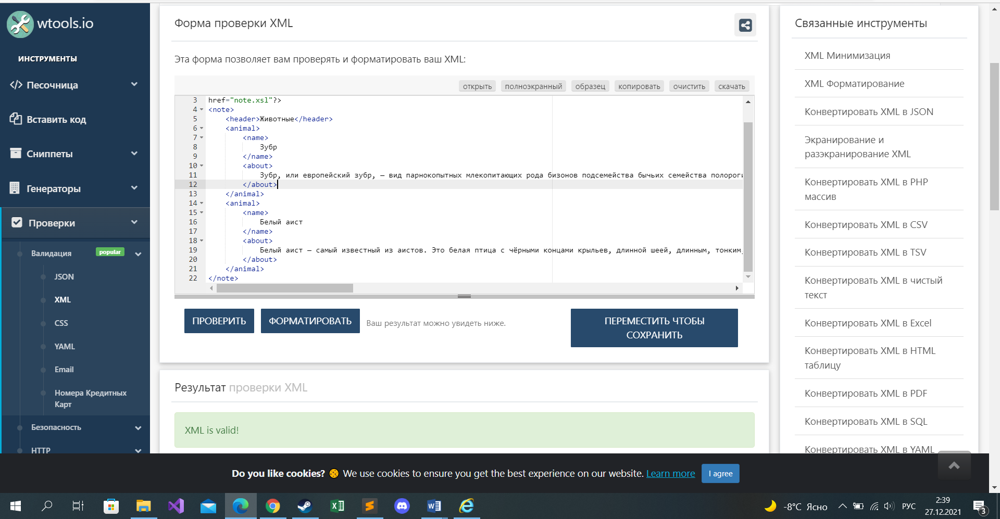 wtools.io
ИНСТРУМЕНТЫ
Песочница
Вставить код
Сниппеты
Генераторы
Проверки
Валидация popular
JSON
XML
CSS
YAML
Email
Номера Кредитных
Карт
Безопасность
HTTP
Форма проверки XML
Эта форма позволяет вам проверять и форматировать ваш XML:
открыть полноэкранный образец копировать очистить скачать
3 href="note.xsl"?>
4 <note>
5 <header>Животные</header>
6 <animal>
7 <name>
8 Зубр
9 </name>
10 <about>
11 Зубр, или европейский зубр, — вид парнокопытных млекопитающих рода бизонов подсемейства бычьих семейства полороги
12 </about>
13 </animal>
14 <animal>
15 <name>
16 Белый аист
17 </name>
18 <about>
19 Белый аист — самый известный из аистов. Это белая птица с чёрными концами крыльев, длинной шеей, длинным, тонким,
20 </about>
21 </animal>
22 </note>
ПРОВЕРИТЬ ФОРМАТИРОВАТЬ Ваш результат можно увидеть ниже.
ПЕРЕМЕСТИТЬ ЧТОБЫ
СОХРАНИТЬ
Результат проверки XML
XML is valid!
Связанные инструменты
XML Минимизация
XML Форматирование
Конвертировать XML в JSON
Экранирование и
разэкранирование XML
Конвертировать XML в PHP
массив
Конвертировать XML в CSV
Конвертировать XML в TSV
Конвертировать XML в чистый
текст
Конвертировать XML в Excel
Конвертировать XML в HTML
таблицу
Конвертировать XML в PDF
Конвертировать XML в SQL
Конвертировать XML в YAML
Do you like cookies? We use cookies to ensure you get the best experience on our website. Learn more I agree
-8°C Ясно РУС
2:39
27.12.2021
3